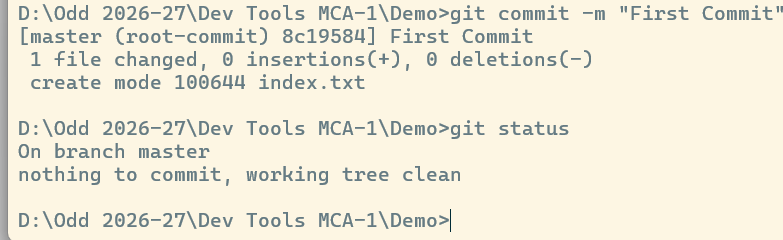 D:\Odd 2026-27\Dev Tools MCA-1\Demo>git commit -m "First Commit"
[master (root-commit) 8c19584] First Commit
 1 file changed, 0 insertions(+), 0 deletions(-)
 create mode 100644 index.txt

D:\Odd 2026-27\Dev Tools MCA-1\Demo>git status
On branch master
nothing to commit, working tree clean

D:\Odd 2026-27\Dev Tools MCA-1\Demo>